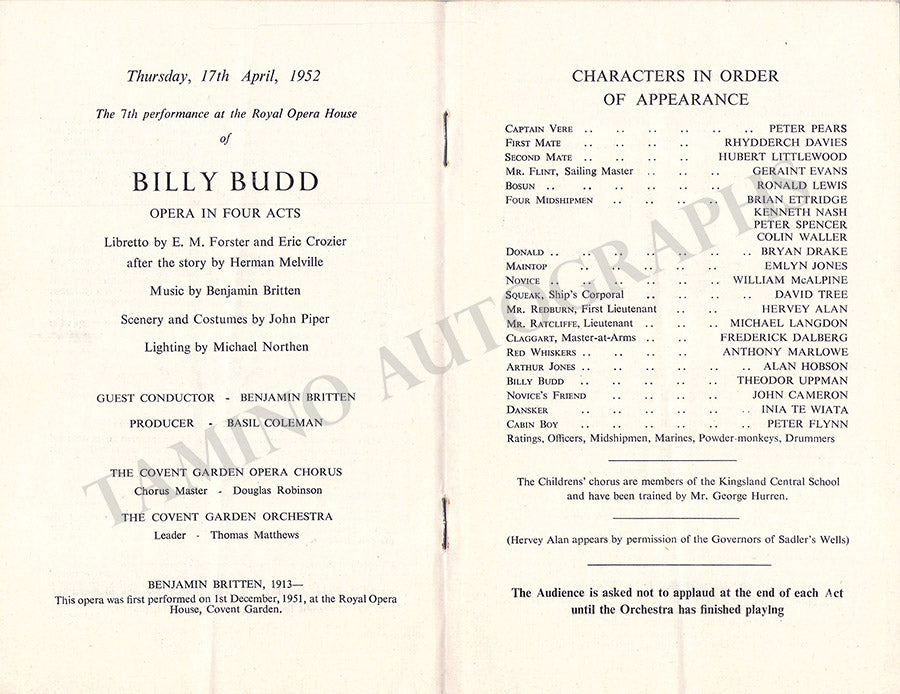 Thursday, 17th April, 1952
The 7th performance at the Royal Opera House
of
BILLY BUDD
OPERA IN FOUR ACTS
Libretto by E. M. Forster and Eric Crozier
after the story by Herman Melville
Music by Benjamin Britten
Scenery and Costumes by John Piper
Lighting by Michael Northen
GUEST CONDUCTOR - BENJAMIN BRITTEN
PRODUCER - BASIL COLEMAN
THE COVENT GARDEN OPERA CHORUS
Chorus Master - Douglas Robinson
THE COVENT GARDEN ORCHESTRA
Leader - Thomas Matthews
BENJAMIN BRITTEN, 1913—
This opera was first performed on 1st December, 1951, at the Royal Opera
House, Covent Garden.
CHARACTERS IN ORDER
OF APPEARANCE
CAPTAIN VERE .. .. .. .. .. .. PETER PEARS
FIRST MATE .. .. .. .. .. RHYDDERCH DAVIES
SECOND MATE .. .. .. .. .. HUBERT LITTLEWOOD
MR. FLINT, Sailing Master .. .. .. GERAINT EVANS
BOSUN .. .. .. .. .. .. RONALD LEWIS
FOUR MIDSHIPMEN .. .. .. .. BRIAN ETTRIDGE
KENNETH NASH
PETER SPENCER
COLIN WALLER
DONALD .. .. .. .. .. .. .. BRYAN DRAKE
MAINTOP .. .. .. .. .. EMLYN JONES
NOVICE .. .. .. .. .. .. WILLIAM McALPINE
SQUEAK, Ship's Corporal .. .. .. DAVID TREE
MR. REDBURN, First Lieutenant .. .. HERVEY ALAN
MR. RATCLIFFE, Lieutenant .. .. .. MICHAEL LANGDON
CLAGGART, Master-at-Arms .. .. FREDERICK DALBERG
RED WHISKERS .. .. .. .. .. ANTHONY MARLOWE
ARTHUR JONES .. .. .. .. .. .. ALAN HOBSON
BILLY BUDD .. .. .. .. .. THEODOR UPPMAN
NOVICE'S FRIEND .. .. .. .. JOHN CAMERON
DANSKER .. .. .. .. .. .. INIA TE WIATA
CABIN BOY .. .. .. .. .. .. PETER FLYNN
Ratings, Officers, Midshipmen, Marines, Powder-monkeys, Drummers
The Childrens' chorus are members of the Kingsland Central School
and have been trained by Mr. George Hurren.
(Hervey Alan appears by permission of the Governors of Sadler's Wells)
The Audience is asked not to applaud at the end of each Act
until the Orchestra has finished playing
TAMINO AUTOGRAPHS